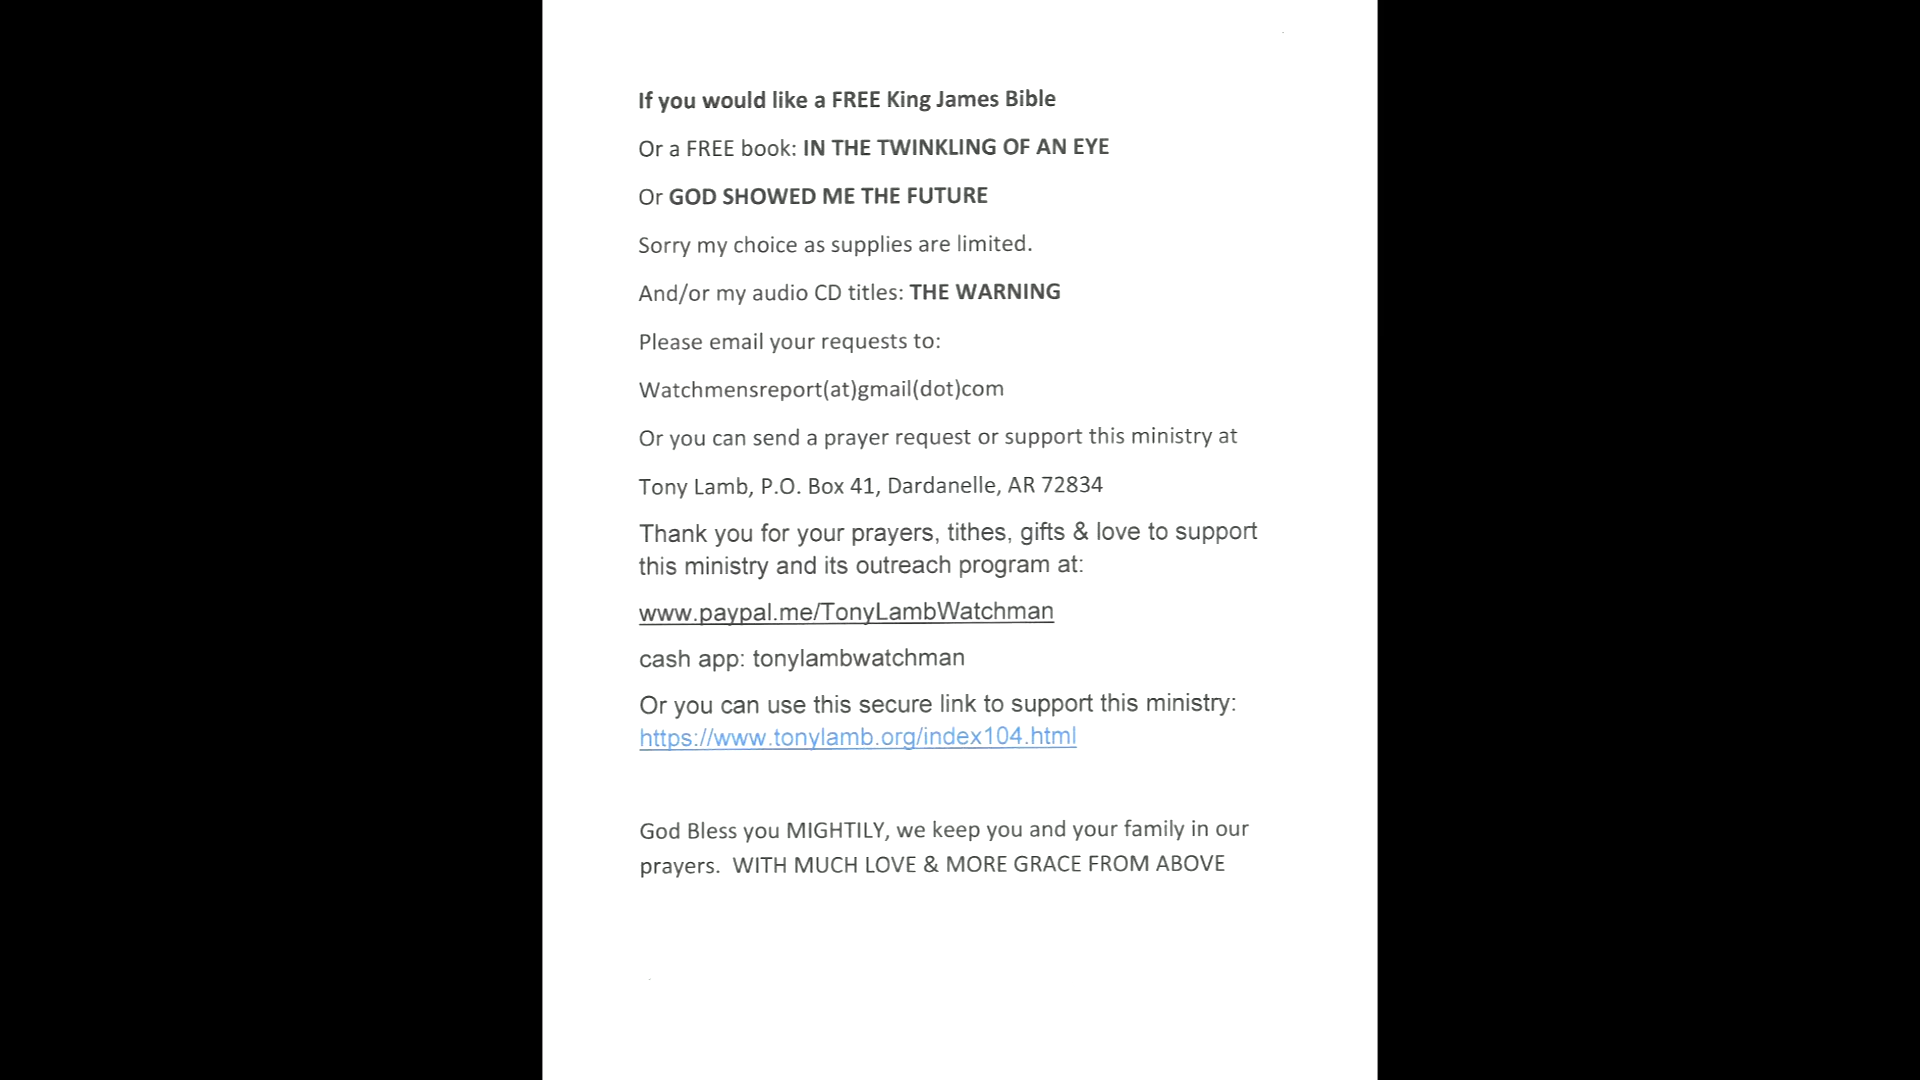 If you would like a FREE King James Bible
Or a FREE book: IN THE TWINKLING OF AN EYE
Or GOD SHOWED ME THE FUTURE
Sorry my choice as supplies are limited.
And/or my audio CD titles: THE WARNING
Please email your requests to:
Watchmensreport(at)gmail(dot)com
Or you can send a prayer request or support this ministry at
Tony Lamb, P.O. Box 41, Dardanelle, AR 72834
Thank you for your prayers, tithes, gifts & love to support
this ministry and its outreach program at:
www.paypal.me/TonyLambWatchman
cash app: tonylambwatchman
Or you can use this secure link to support this ministry:
https://www.tonylamb.org/index104.html
God Bless you MIGHTILY, we keep you and your family in our
prayers.  WITH MUCH LOVE & MORE GRACE FROM ABOVE